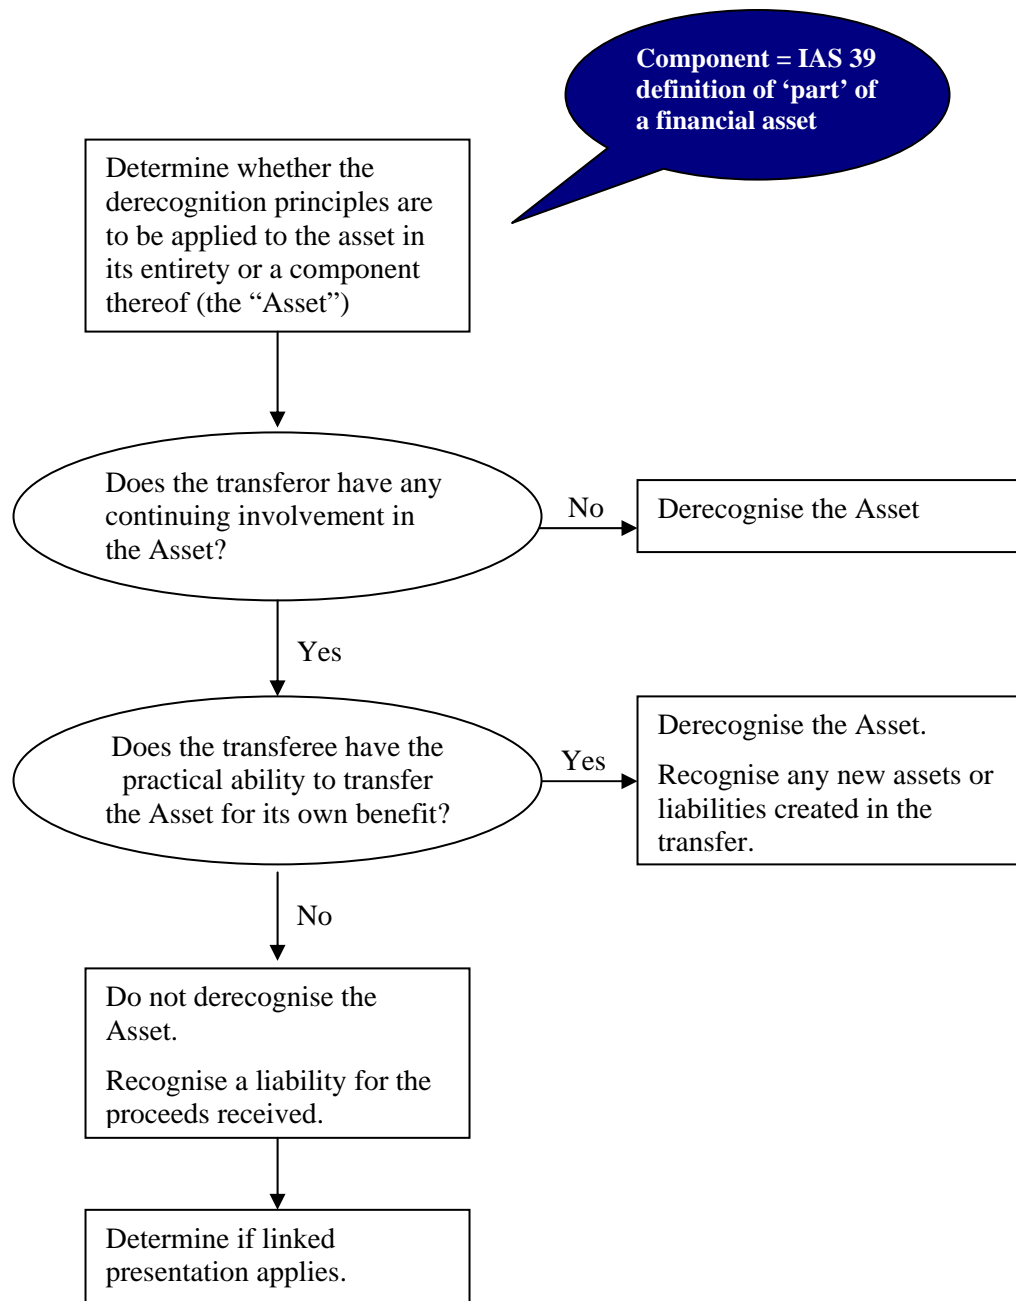 Component = IAS 39
definition of ‘part’ of
a financial asset
Determine whether the
derecognition principles are
to be applied to the asset in
its entirety or a component
thereof (the “Asset”)
Does the transferor have any
continuing involvement in
the Asset?
No
Derecognise the Asset
Yes
Does the transferee have the
practical ability to transfer
the Asset for its own benefit?
Yes
Derecognise the Asset.
Recognise any new assets or
liabilities created in the
transfer.
No
Do not derecognise the
Asset.
Recognise a liability for the
proceeds received.
Determine if linked
presentation applies.